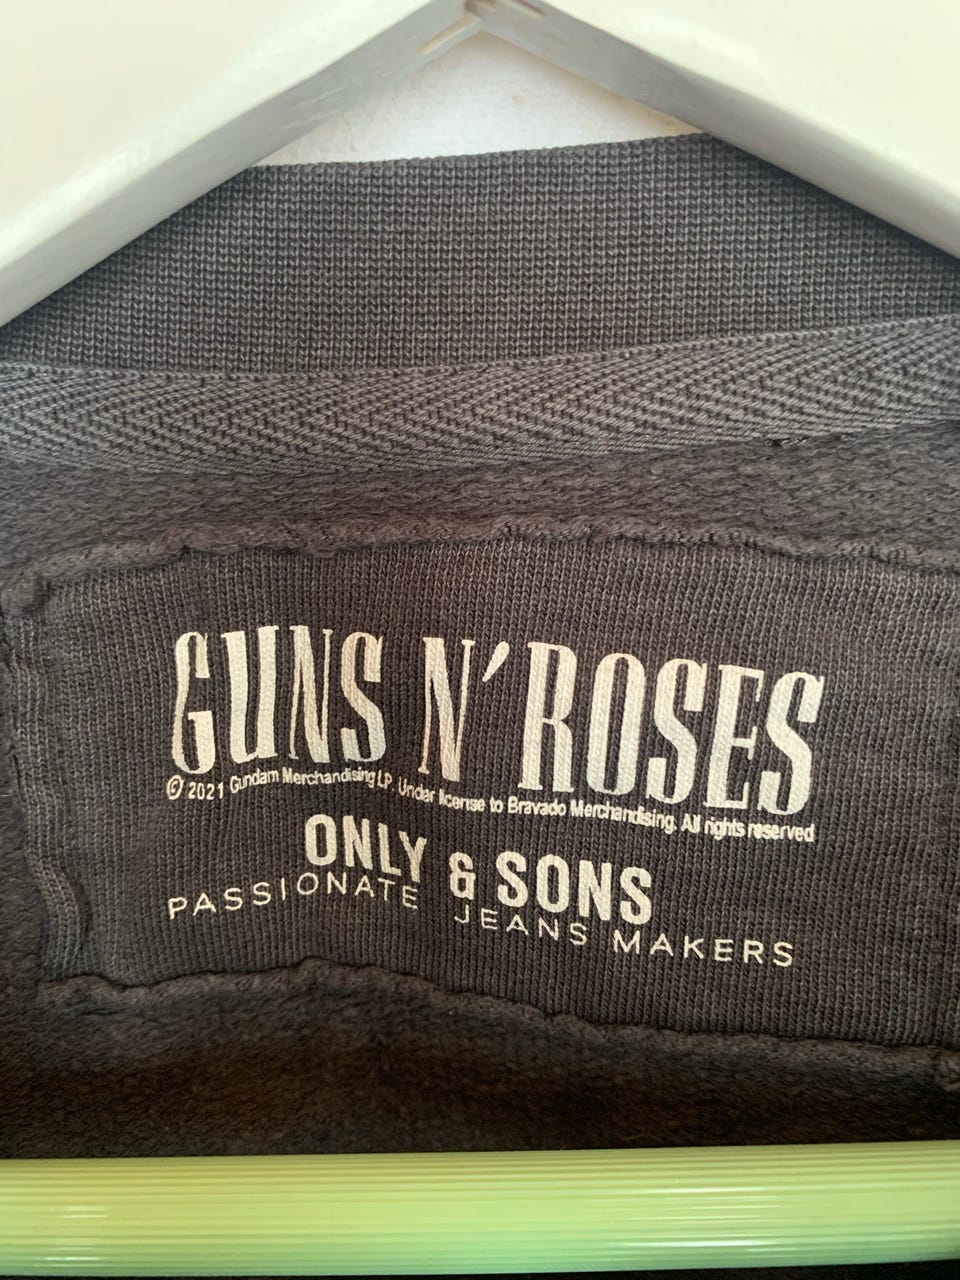 GUNS N' ROSES
© 2021 Gundam Merchandising LP. Under license to Bravado Merchandising. All rights reserved
ONLY & SONS
PASSIONATE JEANS MAKERS